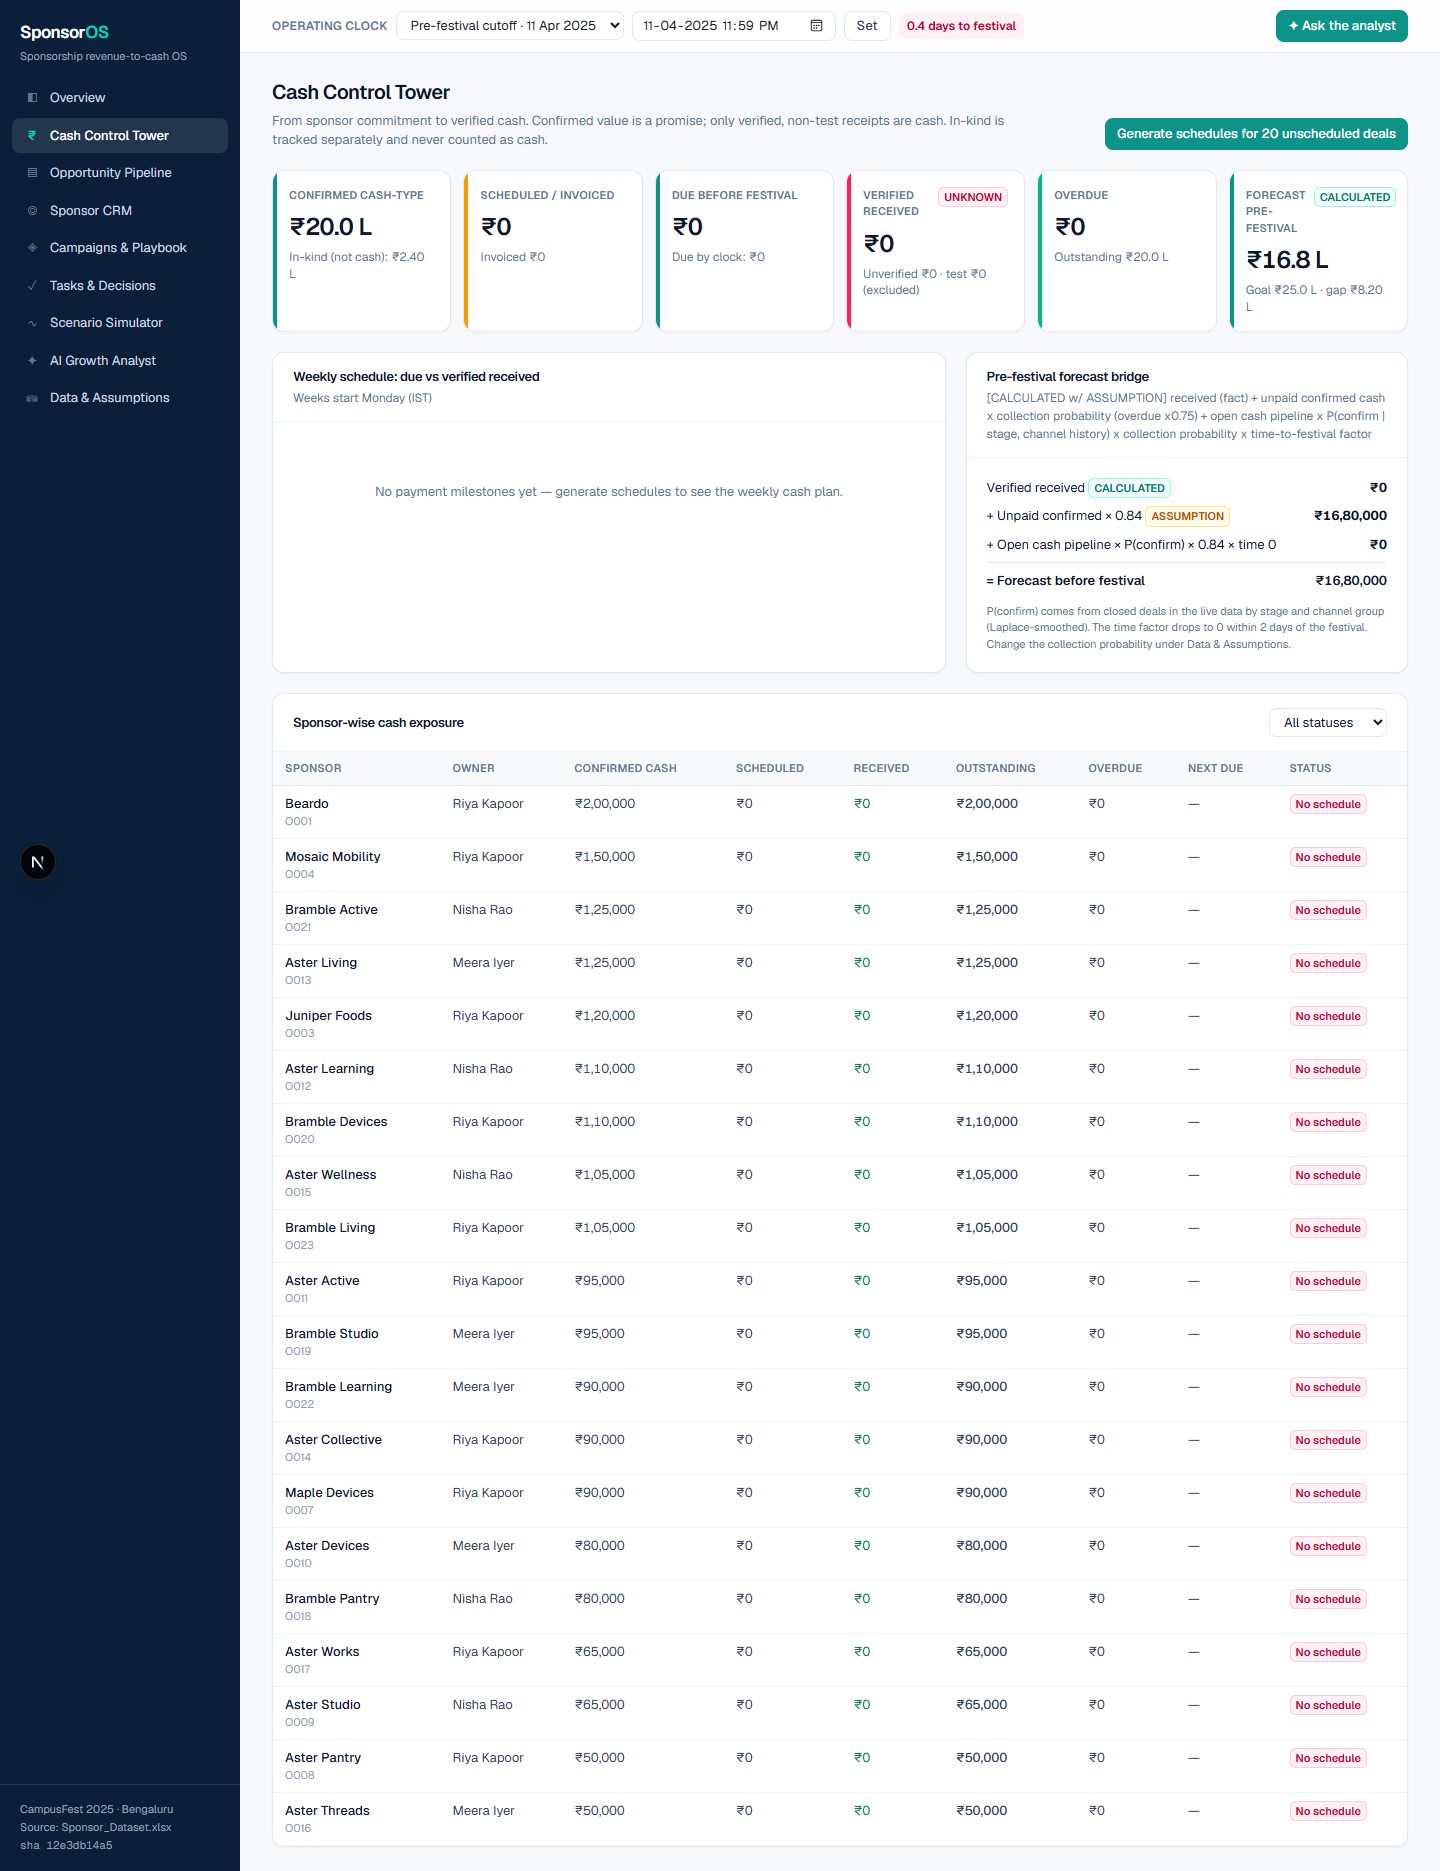 SponsorOS
Sponsorship revenue-to-cash OS
Overview
₹ Cash Control Tower
Opportunity Pipeline
Sponsor CRM
Campaigns & Playbook
Tasks & Decisions
Scenario Simulator
AI Growth Analyst
Data & Assumptions
N
CampusFest 2025 · Bengaluru
Source: Sponsor_Dataset.xlsx
sha 12e3db14a5
OPERATING CLOCK Pre-festival cutoff · 11 Apr 2025 11-04-2025 11:59 PM Set 0.4 days to festival ✦ Ask the analyst
Cash Control Tower
From sponsor commitment to verified cash. Confirmed value is a promise; only verified, non-test receipts are cash. In-kind is
tracked separately and never counted as cash.
Generate schedules for 20 unscheduled deals
CONFIRMED CASH-TYPE
₹20.0 L
In-kind (not cash): ₹2.40
L
SCHEDULED / INVOICED
₹0
Invoiced ₹0
DUE BEFORE FESTIVAL
₹0
Due by clock: ₹0
VERIFIED
RECEIVED
UNKNOWN
₹0
Unverified ₹0 · test ₹0
(excluded)
OVERDUE
₹0
Outstanding ₹20.0 L
FORECAST
PRE-
FESTIVAL
CALCULATED
₹16.8 L
Goal ₹25.0 L · gap ₹8.20
L
Weekly schedule: due vs verified received
Weeks start Monday (IST)
No payment milestones yet — generate schedules to see the weekly cash plan.
Pre-festival forecast bridge
[CALCULATED w/ ASSUMPTION] received (fact) + unpaid confirmed cash
x collection probability (overdue x0.75) + open cash pipeline x P(confirm |
stage, channel history) x collection probability x time-to-festival factor
Verified received CALCULATED ₹0
+ Unpaid confirmed × 0.84 ASSUMPTION ₹16,80,000
+ Open cash pipeline × P(confirm) × 0.84 × time 0 ₹0
= Forecast before festival ₹16,80,000
P(confirm) comes from closed deals in the live data by stage and channel group
(Laplace-smoothed). The time factor drops to 0 within 2 days of the festival.
Change the collection probability under Data & Assumptions.
Sponsor-wise cash exposure All statuses
SPONSOR OWNER CONFIRMED CASH SCHEDULED RECEIVED OUTSTANDING OVERDUE NEXT DUE STATUS
Beardo Riya Kapoor ₹2,00,000 ₹0 ₹0 ₹2,00,000 ₹0 — No schedule
O001
Mosaic Mobility Riya Kapoor ₹1,50,000 ₹0 ₹0 ₹1,50,000 ₹0 — No schedule
O004
Bramble Active Nisha Rao ₹1,25,000 ₹0 ₹0 ₹1,25,000 ₹0 — No schedule
O021
Aster Living Meera Iyer ₹1,25,000 ₹0 ₹0 ₹1,25,000 ₹0 — No schedule
O013
Juniper Foods Riya Kapoor ₹1,20,000 ₹0 ₹0 ₹1,20,000 ₹0 — No schedule
O003
Aster Learning Nisha Rao ₹1,10,000 ₹0 ₹0 ₹1,10,000 ₹0 — No schedule
O012
Bramble Devices Riya Kapoor ₹1,10,000 ₹0 ₹0 ₹1,10,000 ₹0 — No schedule
O020
Aster Wellness Nisha Rao ₹1,05,000 ₹0 ₹0 ₹1,05,000 ₹0 — No schedule
O015
Bramble Living Riya Kapoor ₹1,05,000 ₹0 ₹0 ₹1,05,000 ₹0 — No schedule
O023
Aster Active Riya Kapoor ₹95,000 ₹0 ₹0 ₹95,000 ₹0 — No schedule
O011
Bramble Studio Meera Iyer ₹95,000 ₹0 ₹0 ₹95,000 ₹0 — No schedule
O019
Bramble Learning Meera Iyer ₹90,000 ₹0 ₹0 ₹90,000 ₹0 — No schedule
O022
Aster Collective Riya Kapoor ₹90,000 ₹0 ₹0 ₹90,000 ₹0 — No schedule
O014
Maple Devices Riya Kapoor ₹90,000 ₹0 ₹0 ₹90,000 ₹0 — No schedule
O007
Aster Devices Meera Iyer ₹80,000 ₹0 ₹0 ₹80,000 ₹0 — No schedule
O010
Bramble Pantry Nisha Rao ₹80,000 ₹0 ₹0 ₹80,000 ₹0 — No schedule
O018
Aster Works Riya Kapoor ₹65,000 ₹0 ₹0 ₹65,000 ₹0 — No schedule
O017
Aster Studio Nisha Rao ₹65,000 ₹0 ₹0 ₹65,000 ₹0 — No schedule
O009
Aster Pantry Riya Kapoor ₹50,000 ₹0 ₹0 ₹50,000 ₹0 — No schedule
O008
Aster Threads Meera Iyer ₹50,000 ₹0 ₹0 ₹50,000 ₹0 — No schedule
O016